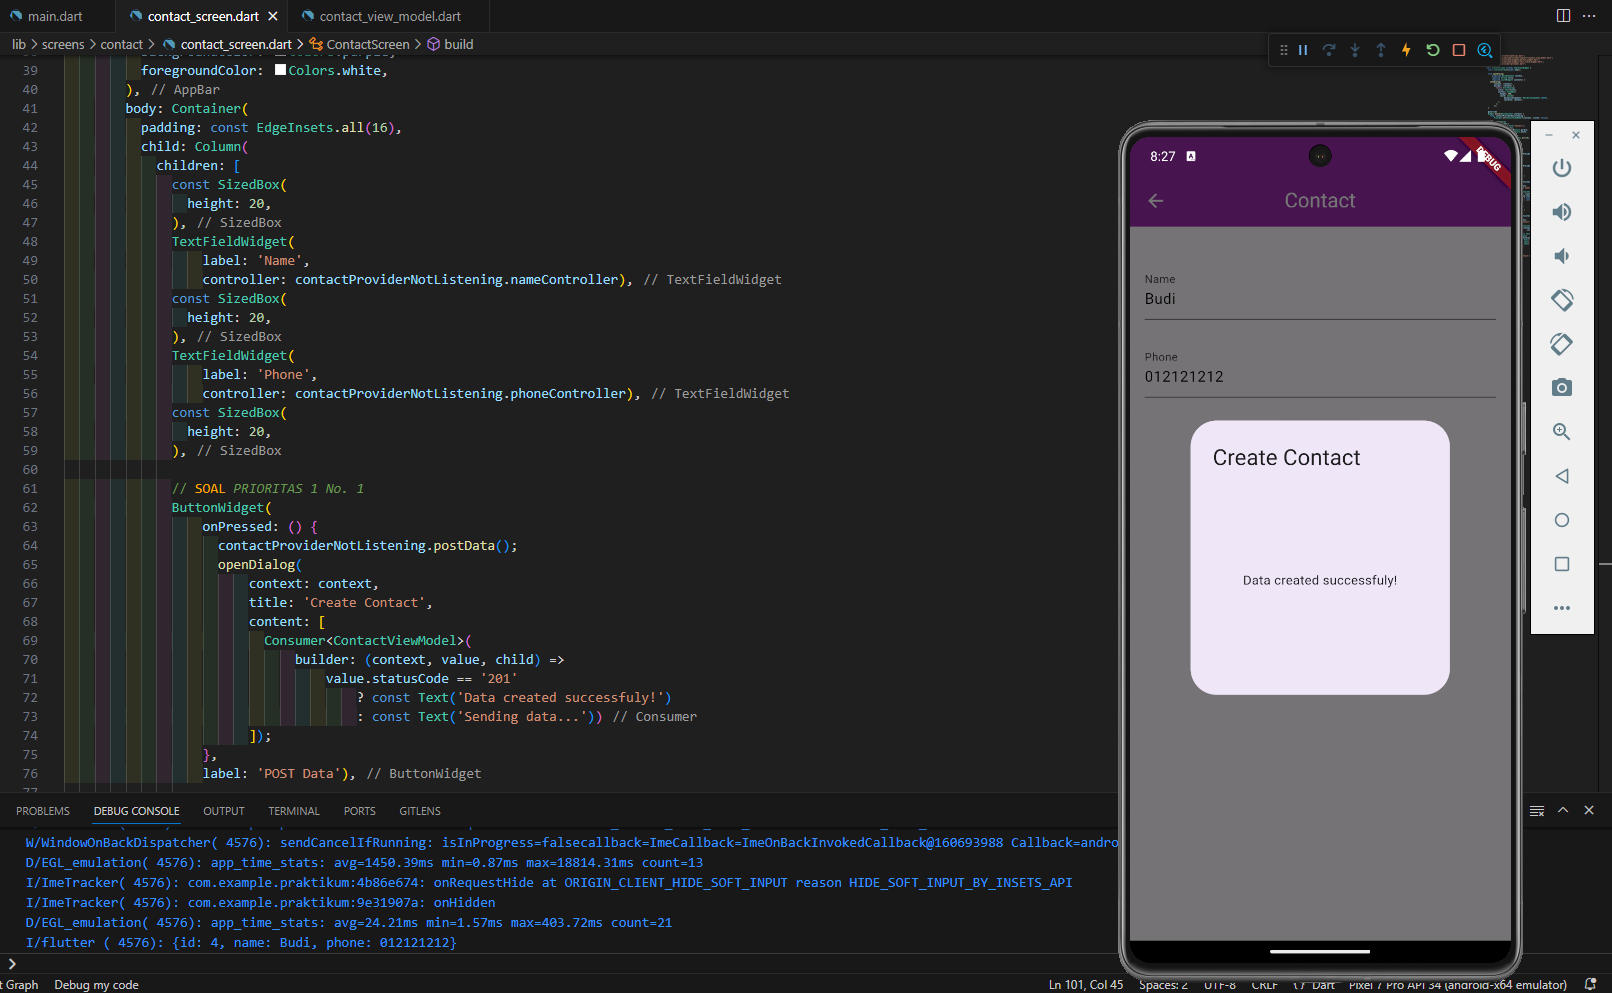 main.dart
contact_screen.dart
contact_view_model.dart
lib > screens > contact > contact_screen.dart > ContactScreen > build
39 foregroundColor: Colors.white,
40 ), // AppBar
41 body: Container(
42 padding: const EdgeInsets.all(16),
43 child: Column(
44 children: [
45 const SizedBox(
46 height: 20,
47 ), // SizedBox
48 TextFieldWidget(
49 label: 'Name',
50 controller: contactProviderNotListening.nameController), // TextFieldWidget
51 const SizedBox(
52 height: 20,
53 ), // SizedBox
54 TextFieldWidget(
55 label: 'Phone',
56 controller: contactProviderNotListening.phoneController), // TextFieldWidget
57 const SizedBox(
58 height: 20,
59 ), // SizedBox
60
61 // SOAL PRIORITAS 1 No. 1
62 ButtonWidget(
63 onPressed: () {
64 contactProviderNotListening.postData();
65 openDialog(
66 context: context,
67 title: 'Create Contact',
68 content: [
69 Consumer<ContactViewModel>(
70 builder: (context, value, child) =>
71 value.statusCode == '201'
72 ? const Text('Data created successfuly!')
73 : const Text('Sending data...')) // Consumer
74 ]);
75 },
76 label: 'POST Data'), // ButtonWidget
8:27
DEBUG
Contact
Name
Budi
Phone
012121212
Create Contact
Data created successfuly!
PROBLEMS DEBUG CONSOLE OUTPUT TERMINAL PORTS GITLENS
W/WindowOnBackDispatcher( 4576): sendCancelIfRunning: isInProgress=falsecallback=ImeCallback=ImeOnBackInvokedCallback@160693988 Callback=andro
D/EGL_emulation( 4576): app_time_stats: avg=1450.39ms min=0.87ms max=18814.31ms count=13
I/ImeTracker( 4576): com.example.praktikum:4b86e674: onRequestHide at ORIGIN_CLIENT_HIDE_SOFT_INPUT reason HIDE_SOFT_INPUT_BY_INSETS_API
I/ImeTracker( 4576): com.example.praktikum:9e31907a: onHidden
D/EGL_emulation( 4576): app_time_stats: avg=24.21ms min=1.57ms max=403.72ms count=21
I/flutter ( 4576): {id: 4, name: Budi, phone: 012121212}
>
t Graph Debug my code Ln 101, Col 45 Spaces: 2 UTF-8 CRLF Dart Pixel 7 Pro API 34 (android-x64 emulator)